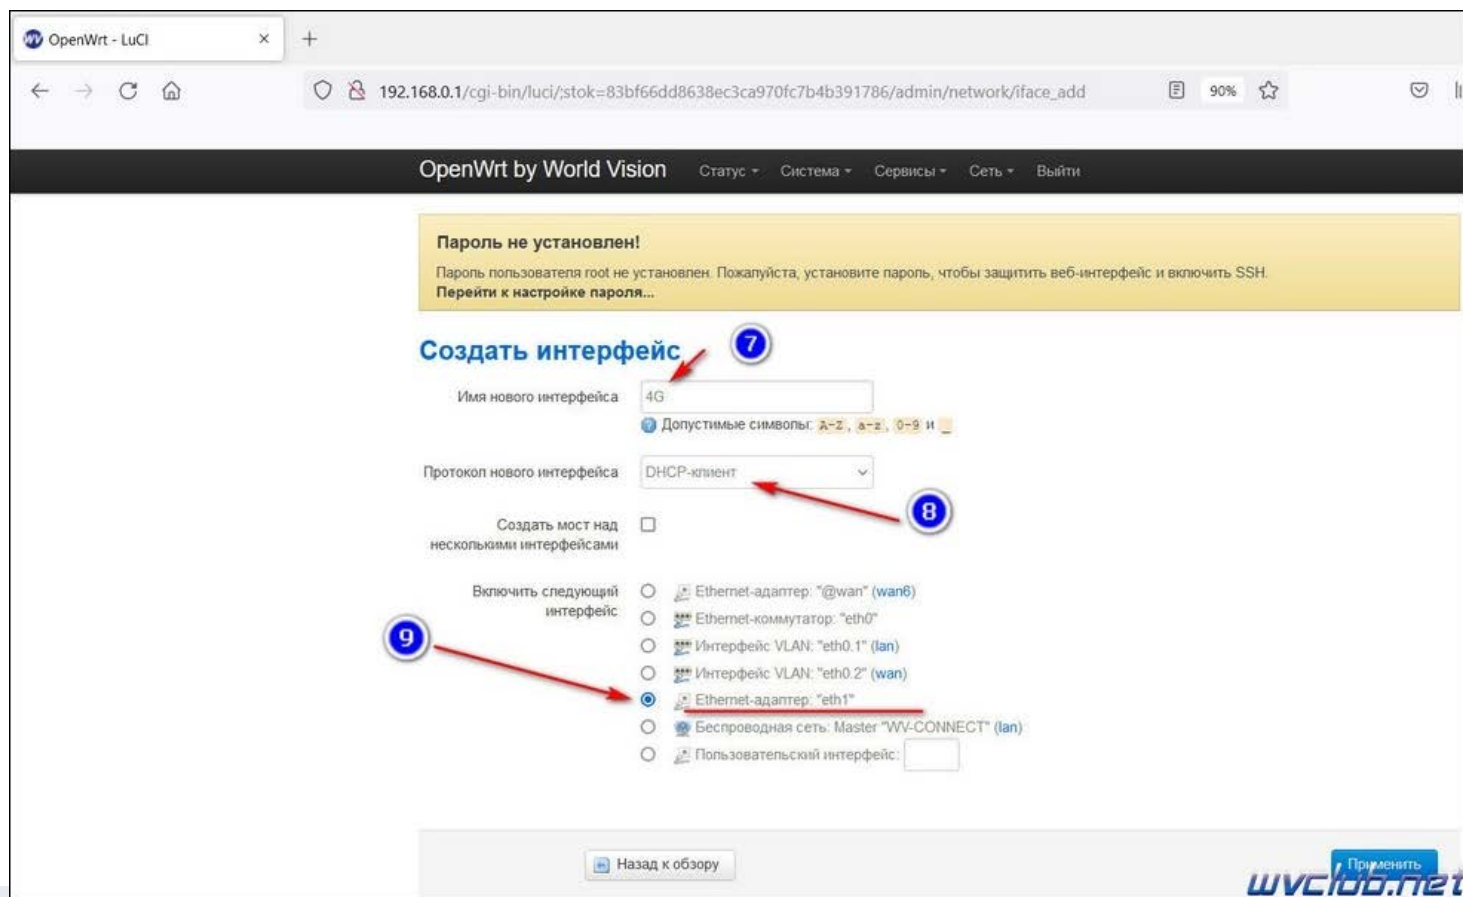 OpenWrt - LuCI
192.168.0.1/cgi-bin/luci/;stok=83bf66dd8638ec3ca970fc7b4b391786/admin/network/iface_add
90%
OpenWrt by World Vision Статус Система Сервисы Сеть Выйти
Пароль не установлен!
Пароль пользователя root не установлен. Пожалуйста, установите пароль, чтобы защитить веб-интерфейс и включить SSH.
Перейти к настройке пароля...
Создать интерфейс
7
Имя нового интерфейса 4G
Допустимые символы: A-Z, a-z, 0-9 и _
Протокол нового интерфейса DHCP-клиент
8
Создать мост над
несколькими интерфейсами
Включить следующий
интерфейс
9
Ethernet-адаптер: "@wan" (wan6)
Ethernet-коммутатор: "eth0"
Интерфейс VLAN: "eth0.1" (lan)
Интерфейс VLAN: "eth0.2" (wan)
Ethernet-адаптер: "eth1"
Беспроводная сеть: Master "WV-CONNECT" (lan)
Пользовательский интерфейс:
Назад к обзору
Применить
wvclub.net